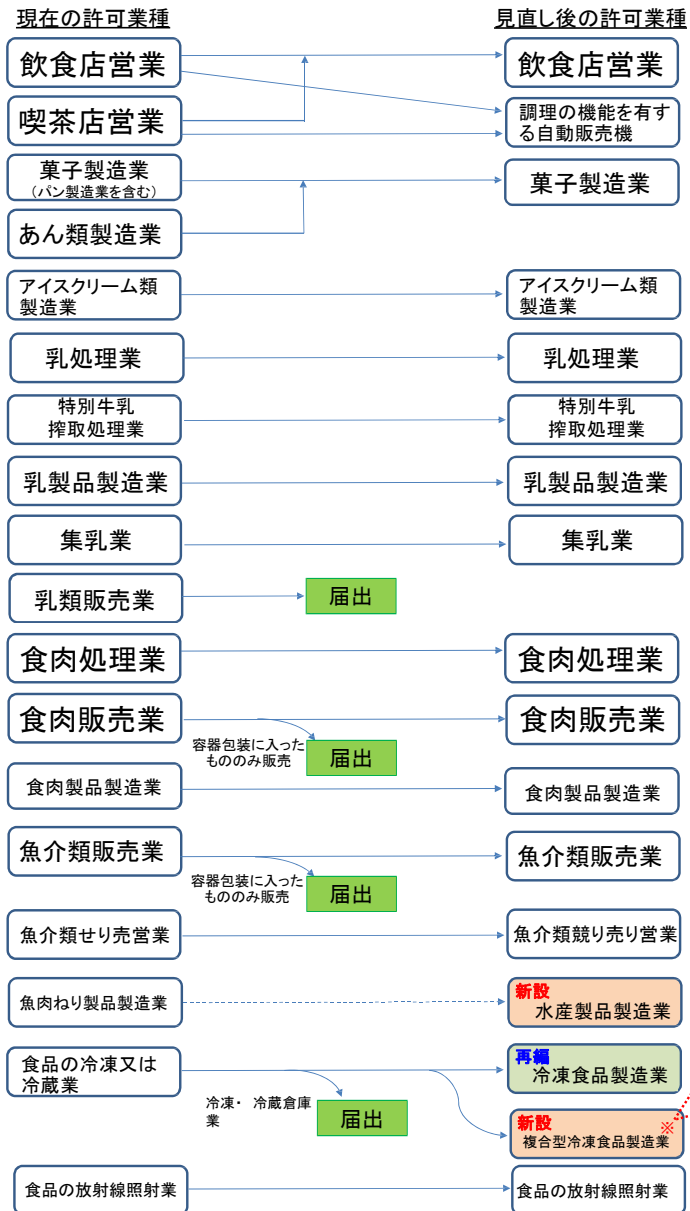 現在の許可業種
見直し後の許可業種
飲食店営業
飲食店営業
喫茶店営業
調理の機能を有す
る自動販売機
菓子製造業
(パン製造業を含む)
菓子製造業
あん類製造業
アイスクリーム類
製造業
アイスクリーム類
製造業
乳処理業
乳処理業
特別牛乳
搾取処理業
特別牛乳
搾取処理業
乳製品製造業
乳製品製造業
集乳業
集乳業
乳類販売業
届出
食肉処理業
食肉処理業
食肉販売業
容器包装に入った
もののみ販売
届出
食肉販売業
食肉製品製造業
食肉製品製造業
魚介類販売業
容器包装に入った
もののみ販売
届出
魚介類販売業
魚介類せり売営業
魚介類競り売り営業
魚肉ねり製品製造業
新設
水産製品製造業
食品の冷凍又は
冷蔵業
冷凍・冷蔵倉庫
業
届出
再編
冷凍食品製造業
新設
※
複合型冷凍食品製造業
食品の放射線照射業
食品の放射線照射業